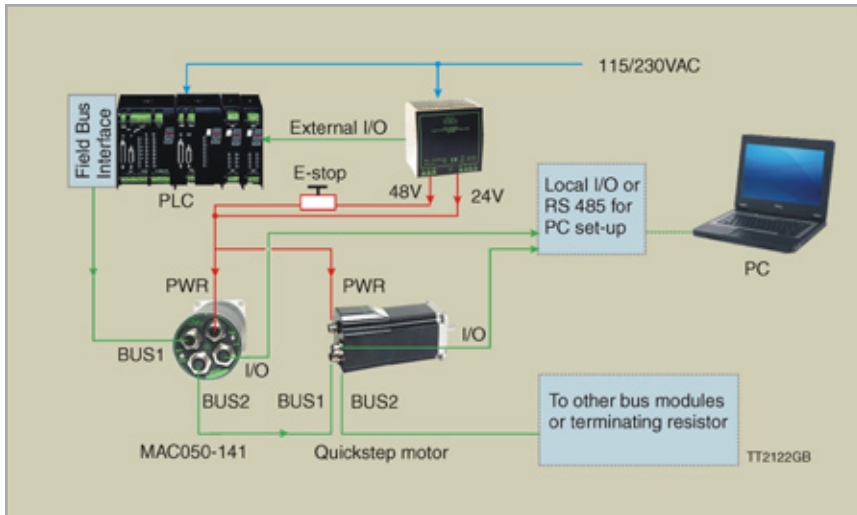 115/230VAC
Field Bus
Interface
External I/O
E-stop
48V
24V
PLC
Local I/O or
RS 485 for
PC set-up
PC
PWR
PWR
BUS1
I/O
I/O
BUS2
BUS1
BUS2
To other bus modules
or terminating resistor
MAC050-141
Quickstep motor
TT2122GB